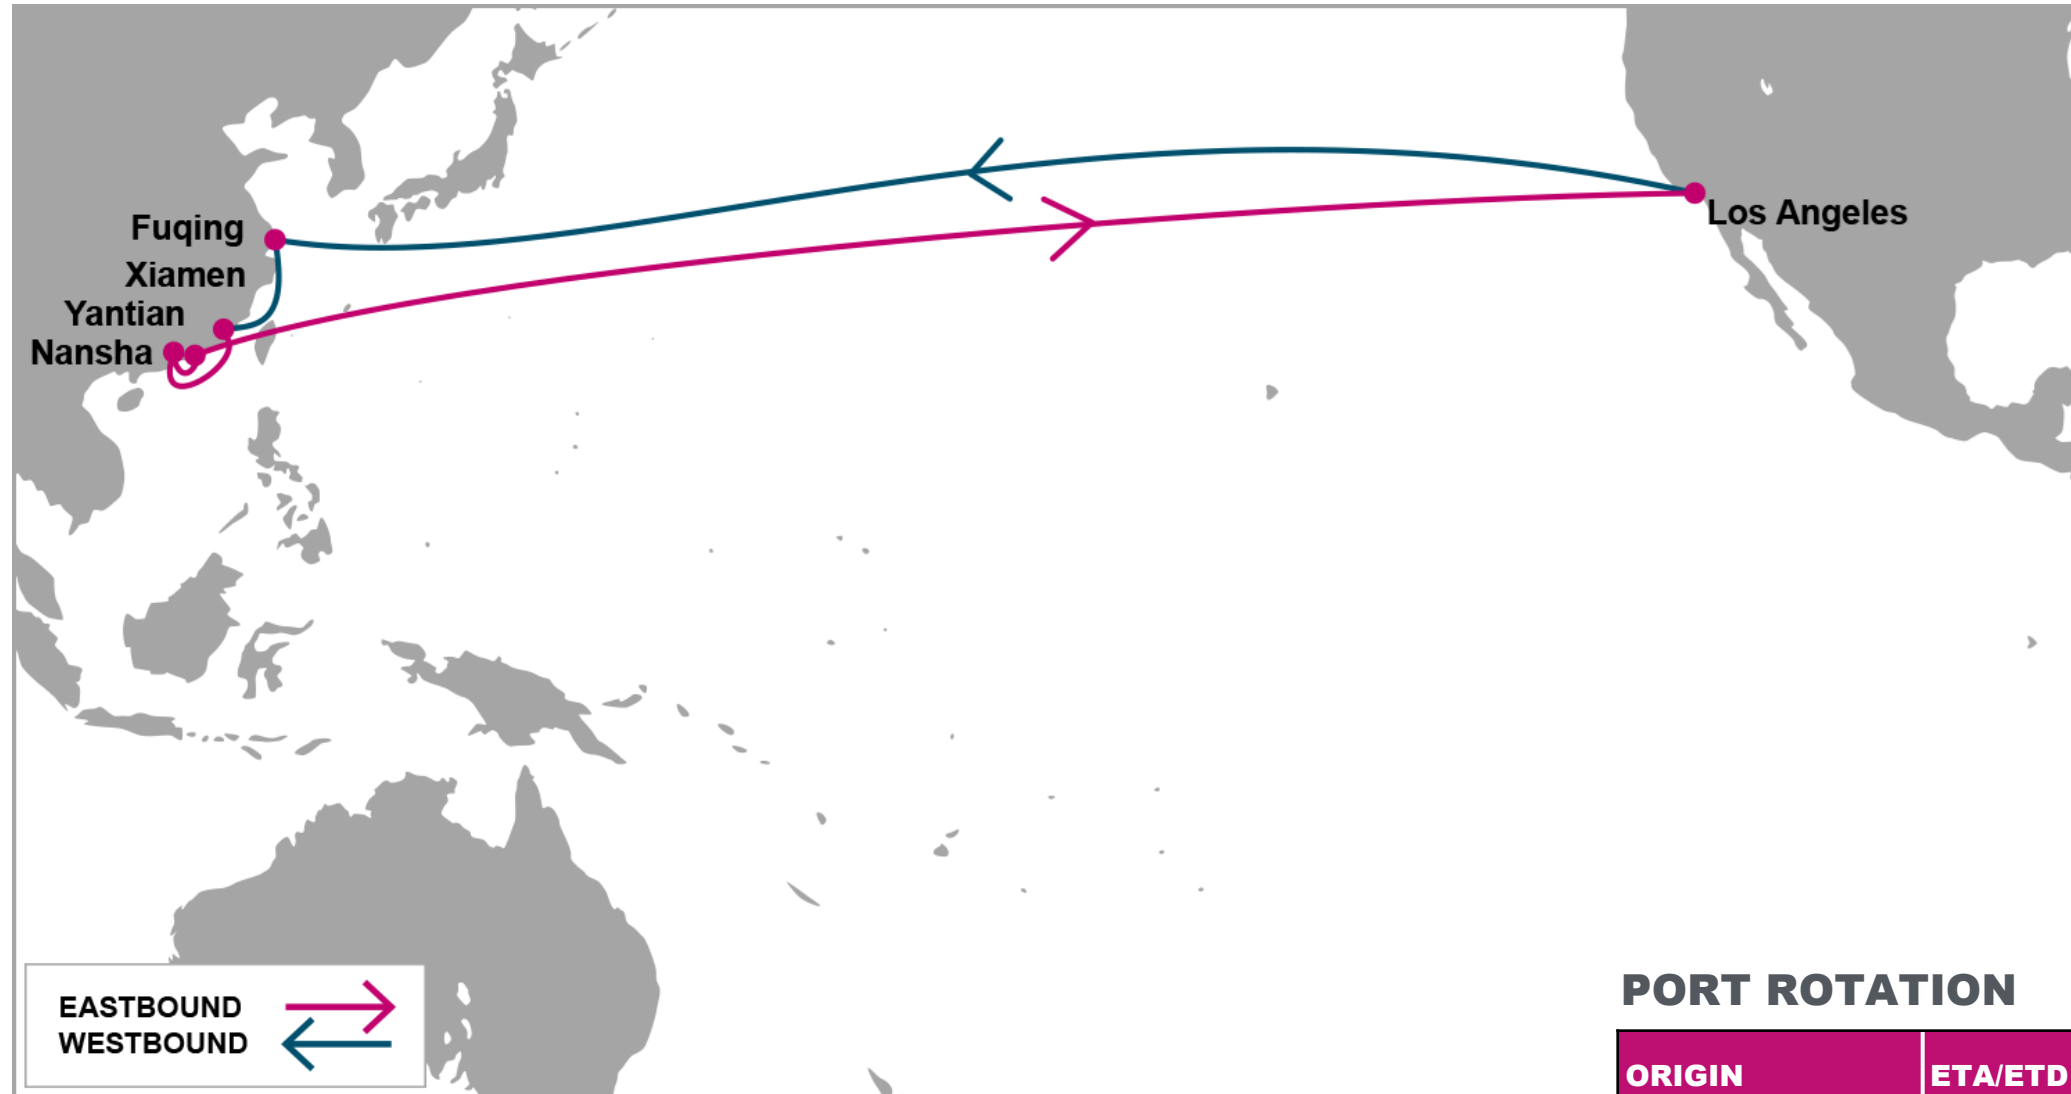 Fuqing
Xiamen
Yantian
Nansha
Los Angeles
EASTBOUND
WESTBOUND
PORT ROTATION
ORIGIN
ETA/ETD